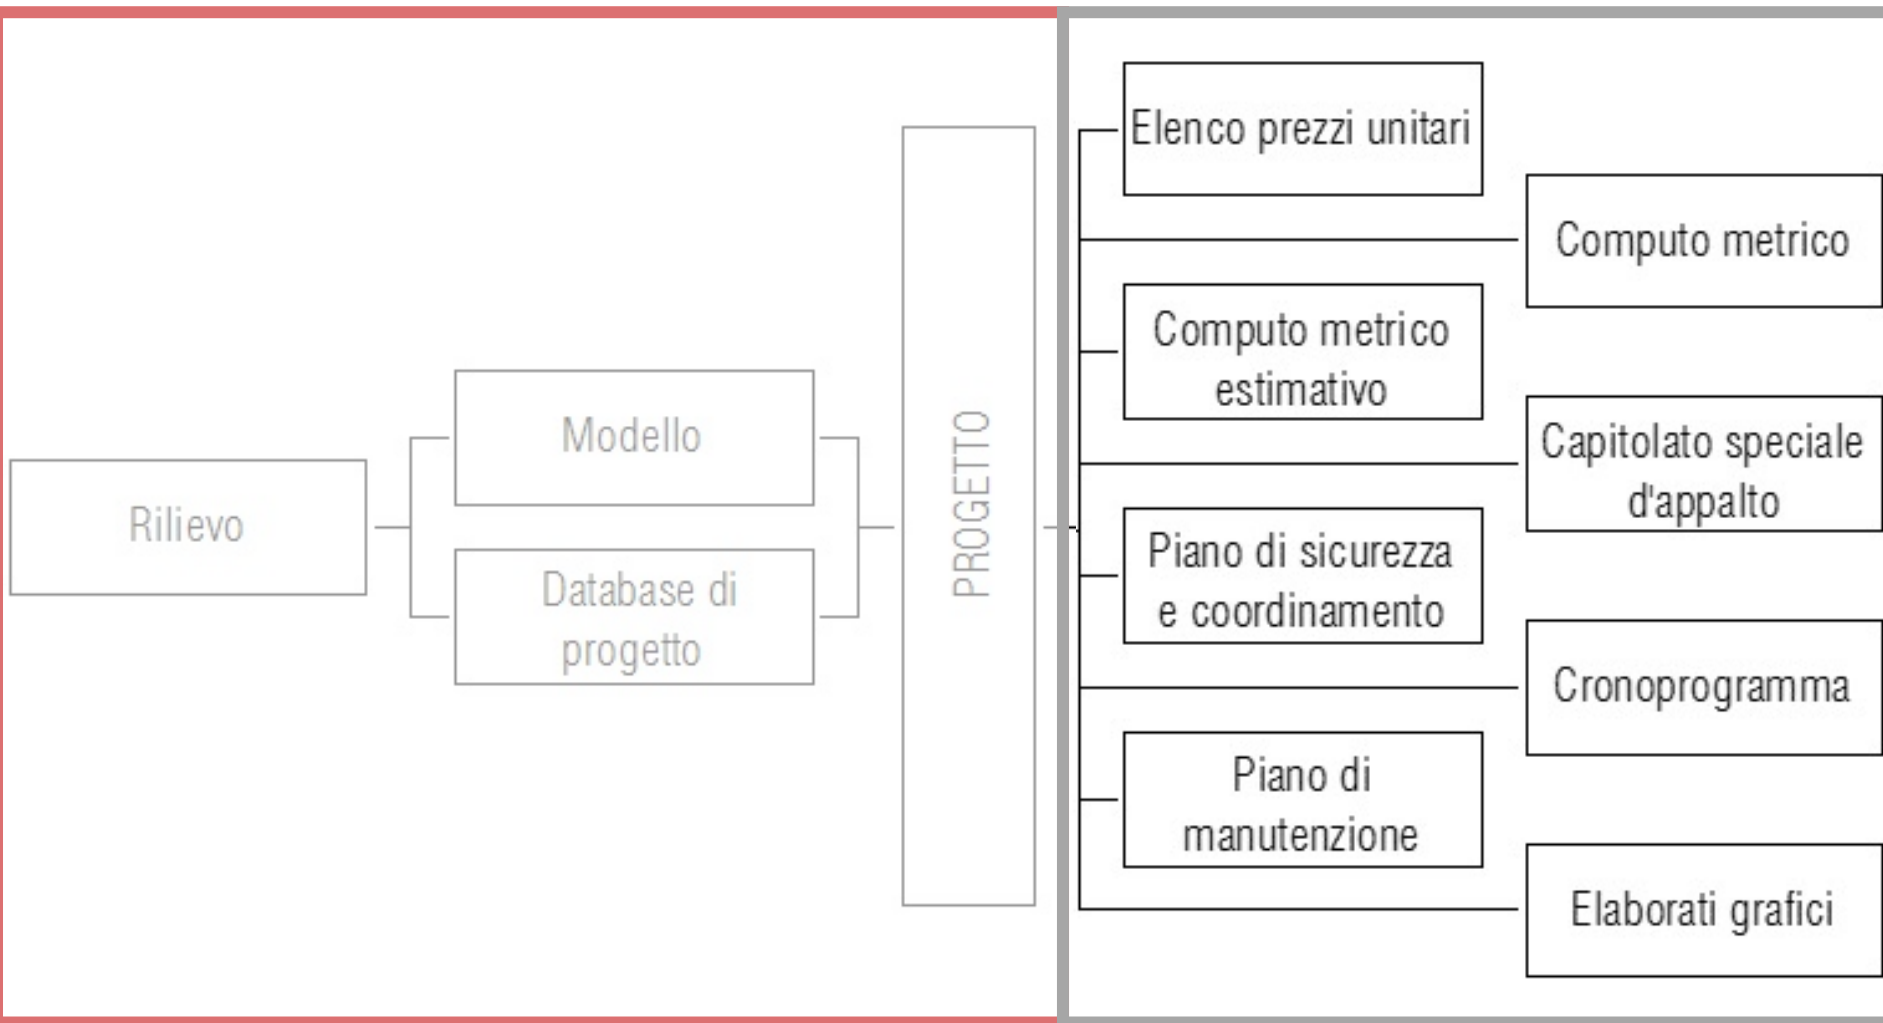 Rilievo
Modello
Database di
progetto
PROGETTO
Elenco prezzi unitari
Computo metrico
Computo metrico
estimativo
Capitolato speciale
d'appalto
Piano di sicurezza
e coordinamento
Cronoprogramma
Piano di
manutenzione
Elaborati grafici